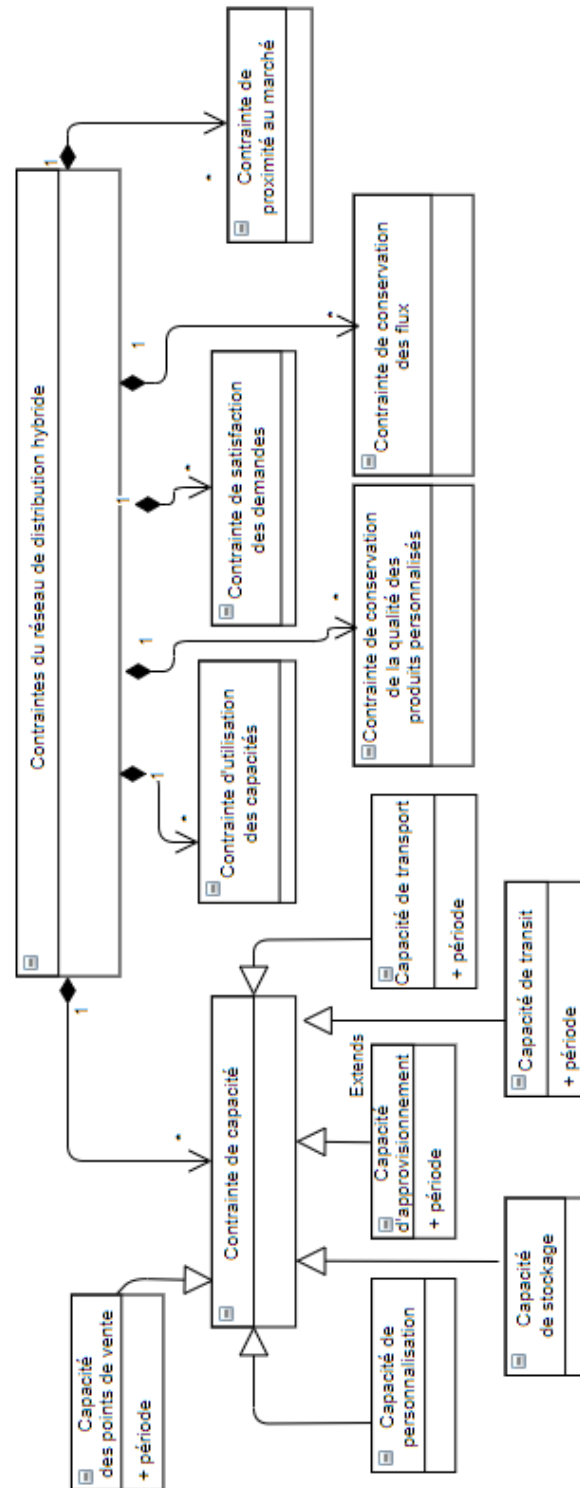 Contraintes du réseau de distribution hybride
1
1
1
1
1
1
*
*
*
*
*
*
Capacité
des points de vente
+ période
Contrainte de capacité
Contrainte d'utilisation
des capacités
Contrainte de satisfaction
des demandes
Contrainte de
proximité au marché
Contrainte de conservation
de la qualité des
produits personnalisés
Contrainte de conservation
des flux
Extends
Capacité de
personnalisation
Capacité
d'approvisionnement
+ période
Capacité de transport
+ période
Capacité
de stockage
Capacité de transit
+ période